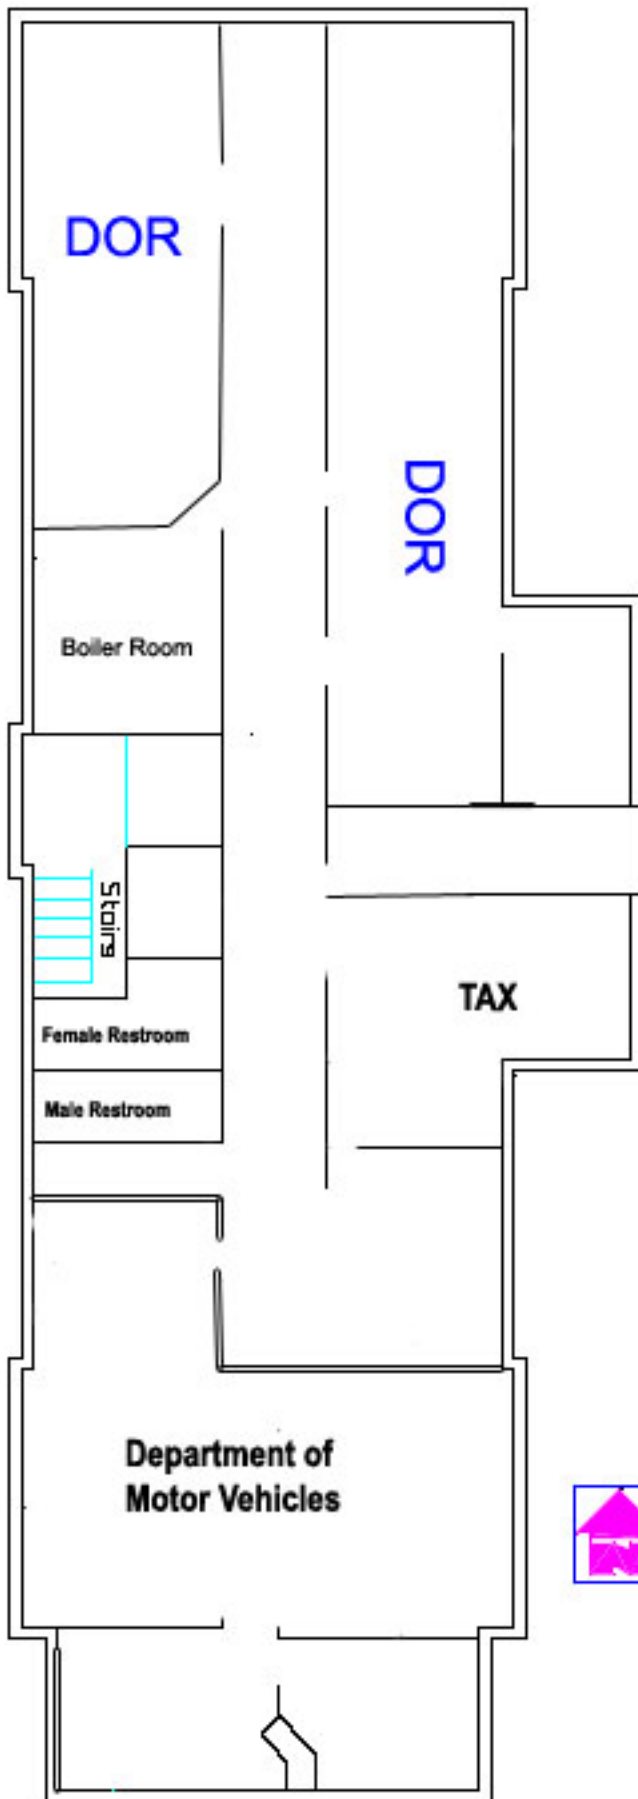 DOR
DOR
Boiler Room
Stairs
TAX
Female Restroom
Male Restroom
Department of
Motor Vehicles
N